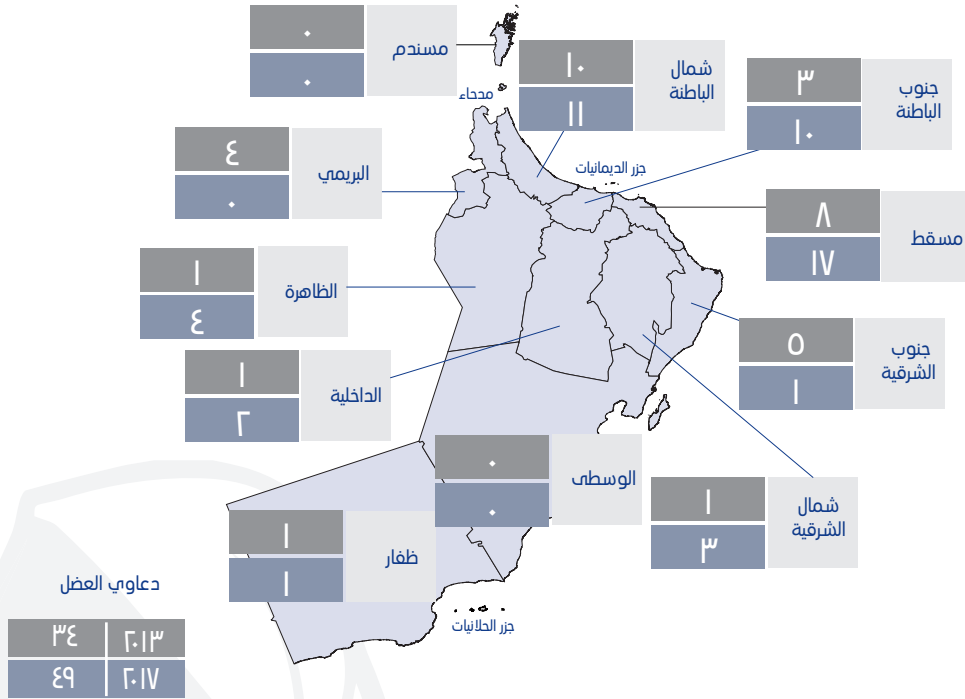 مسندم
٠
٠
شمال
الباطنة
١٠
١١
جنوب
الباطنة
٣
١٠
مدحاء
البريمي
٤
٠
جزر الديمانيات
مسقط
٨
١٧
الظاهرة
١
٤
جنوب
الشرقية
٥
١
الداخلية
١
٢
الوسطى
٠
٠
شمال
الشرقية
١
٣
ظفار
١
١
جزر الحلانيات
دعاوي العضل
٢٠١٣ ٣٤
٢٠١٧ ٤٩